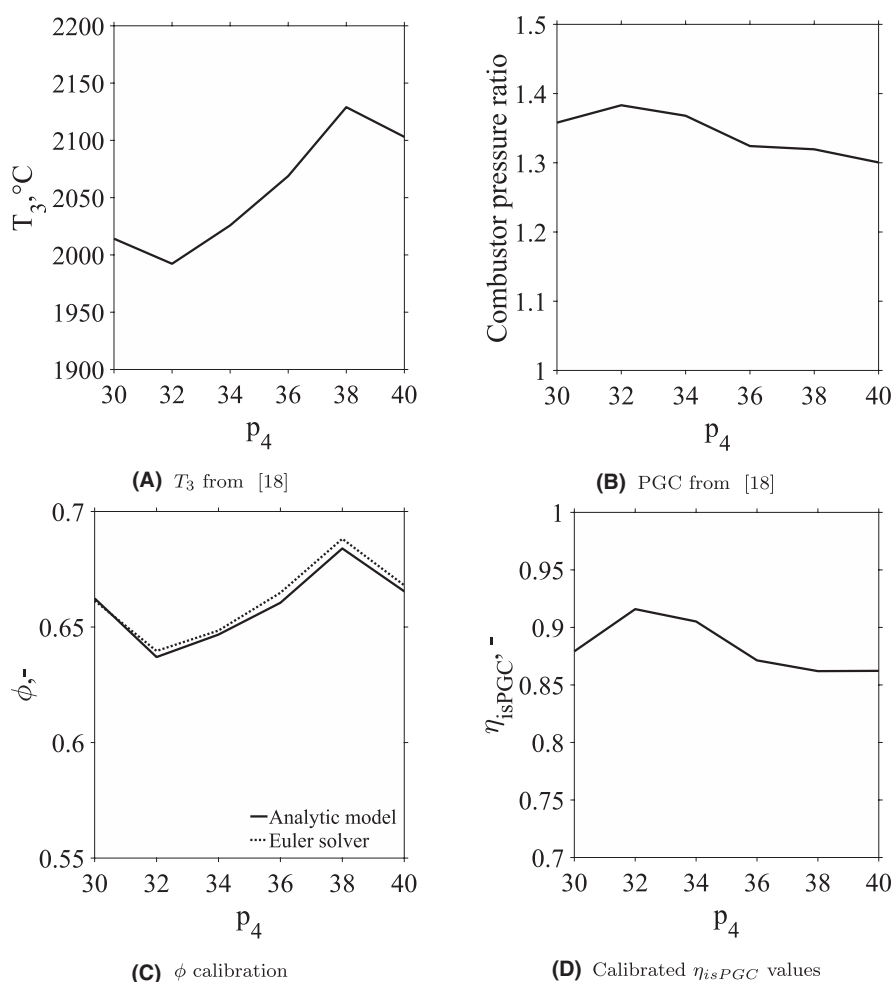 2200
2150
2100
2050
2000
1950
1900
T3,°C
30 32 34 36 38 40
p4
(A) T3 from [18]
1.5
1.4
1.3
1.2
1.1
1
Combustor pressure ratio
30 32 34 36 38 40
p4
(B) PGC from [18]
0.7
0.65
0.6
0.55
ϕ,-
Analytic model
Euler solver
30 32 34 36 38 40
p4
(C) ϕ calibration
1
0.95
0.9
0.85
0.8
0.75
0.7
ηisPGC,-
30 32 34 36 38 40
p4
(D) Calibrated ηisPGC values